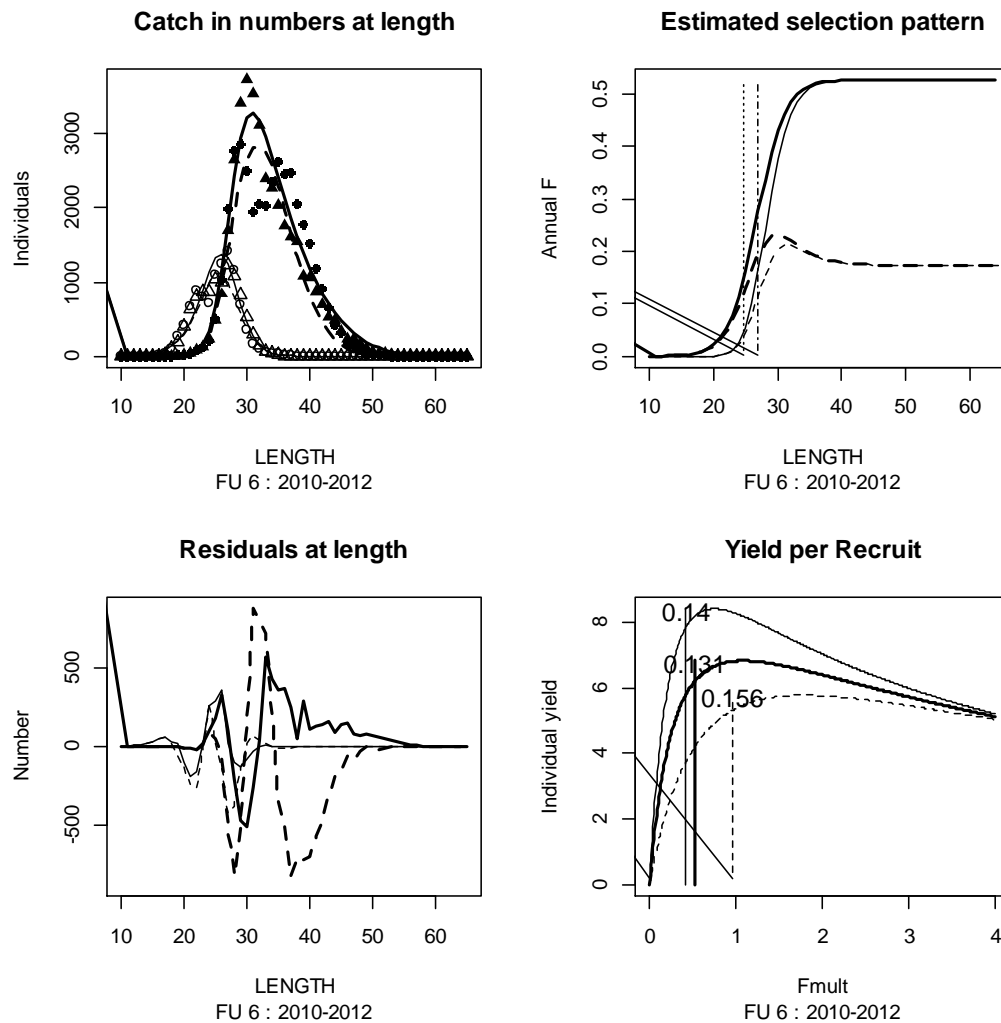 Catch in numbers at length
Individuals
0 1000 2000 3000
10 20 30 40 50 60
LENGTH
FU 6 : 2010-2012
Estimated selection pattern
Annual F
0.0 0.1 0.2 0.3 0.4 0.5
10 20 30 40 50 60
LENGTH
FU 6 : 2010-2012
Residuals at length
Number
-500 0 500
10 20 30 40 50 60
LENGTH
FU 6 : 2010-2012
Yield per Recruit
Individual yield
0 2 4 6 8
0.14
0.131
0.156
0 1 2 3 4
Fmult
FU 6 : 2010-2012